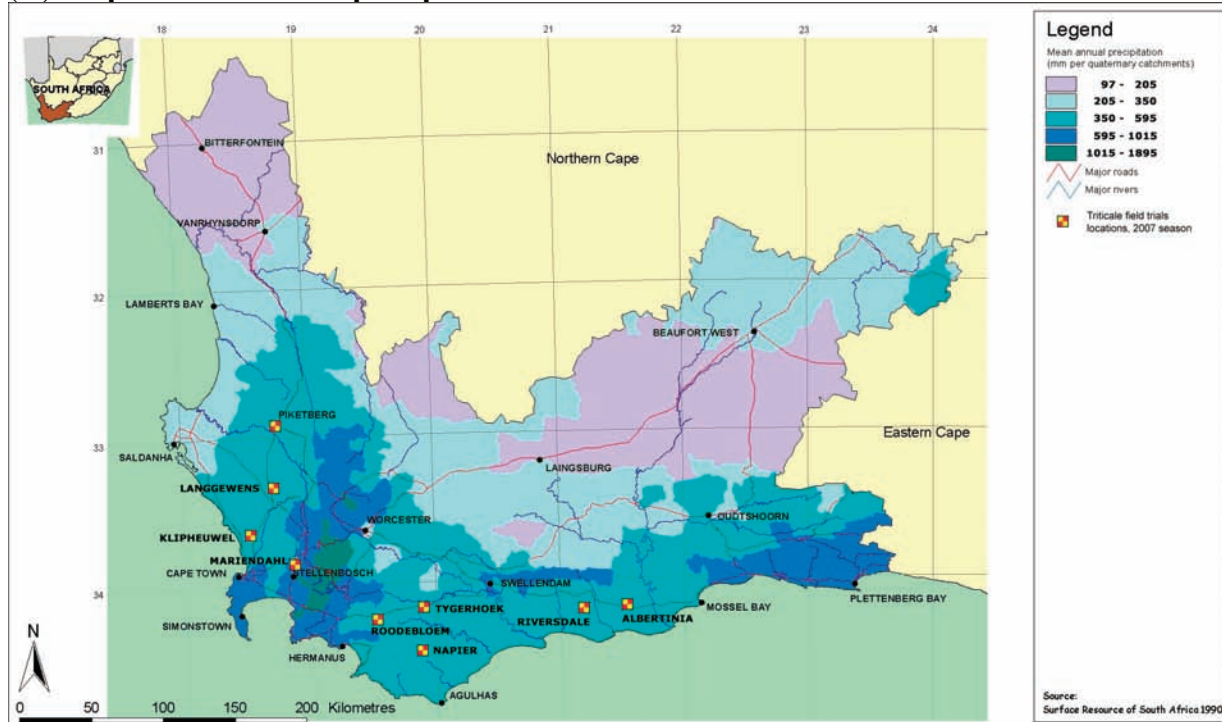 18
19
20
21
22
23
24
SOUTH AFRICA
31
BITTERFONTEIN
Northern Cape
VANRHYNSDORP
32
LAMBERTS BAY
BEAUFORT WEST
PIKETBERG
33
SALDANHA
Eastern Cape
LAINGSBURG
LANGGEWENS
OUDTSHOORN
WORCESTER
KLIPHEUWEL
MARIENDAHL
CAPE TOWN
STELLENBOSCH
SWELLENDAM
PLETTENBERG BAY
34
TYGERHOEK
MOSSEL BAY
SIMONSTOWN
ROODEBLOEM
RIVERSDALE
ALBERTINIA
HERMANUS
NAPIER
N
AGULHAS
0 50 100 150 200 Kilometres
Legend
Mean annual precipitation
(mm per quaternary catchments)
97 - 205
205 - 350
350 - 595
595 - 1015
1015 - 1895
Major roads
Major rivers
Triticale field trials
locations, 2007 season
Source:
Surface Resource of South Africa 1990